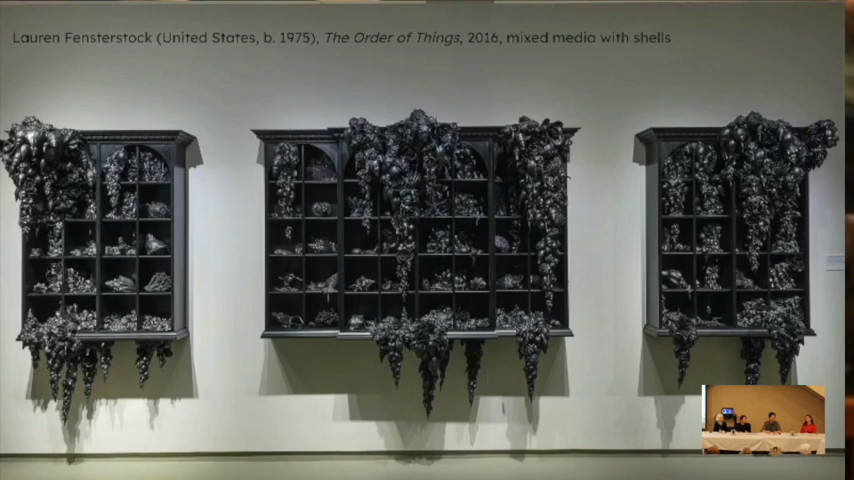 Lauren Fensterstock (United States, b. 1975), The Order of Things, 2016, mixed media with shells